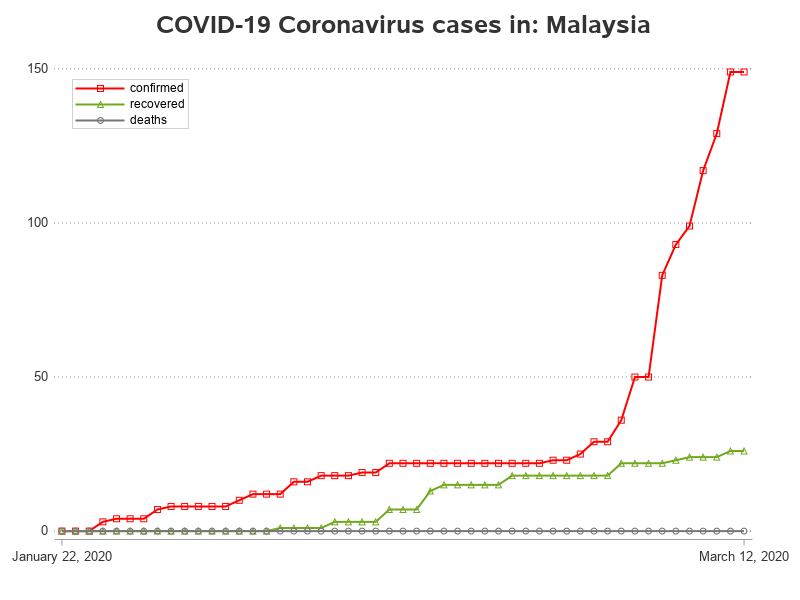 COVID-19 Coronavirus cases in: Malaysia
150
confirmed
recovered
deaths
100
50
0
January 22, 2020
March 12, 2020